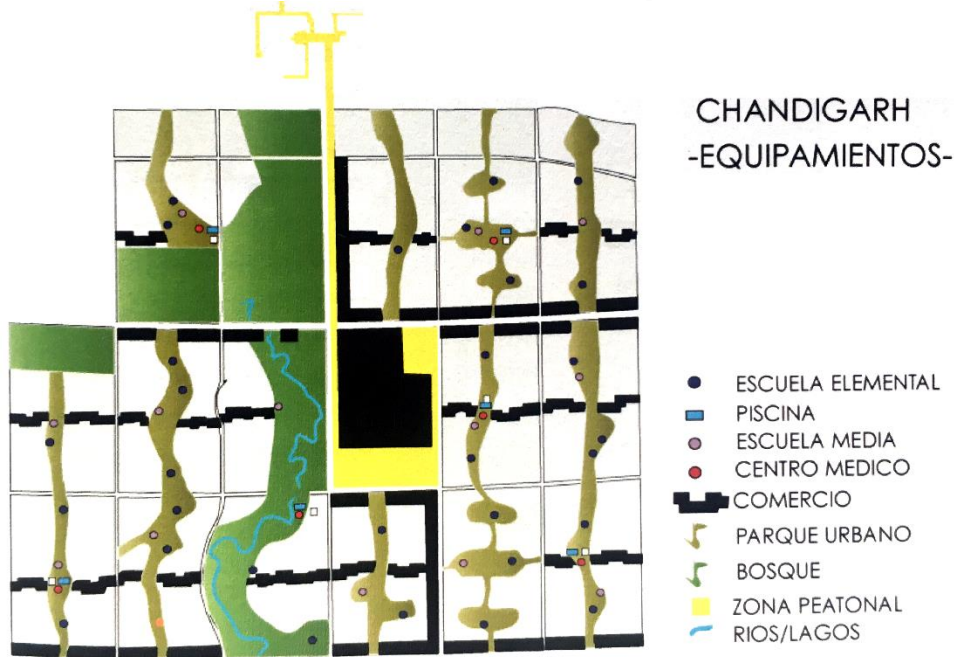 CHANDIGARH
-EQUIPAMIENTOS-
ESCUELA ELEMENTAL
PISCINA
ESCUELA MEDIA
CENTRO MEDICO
COMERCIO
PARQUE URBANO
BOSQUE
ZONA PEATONAL
RIOS/LAGOS